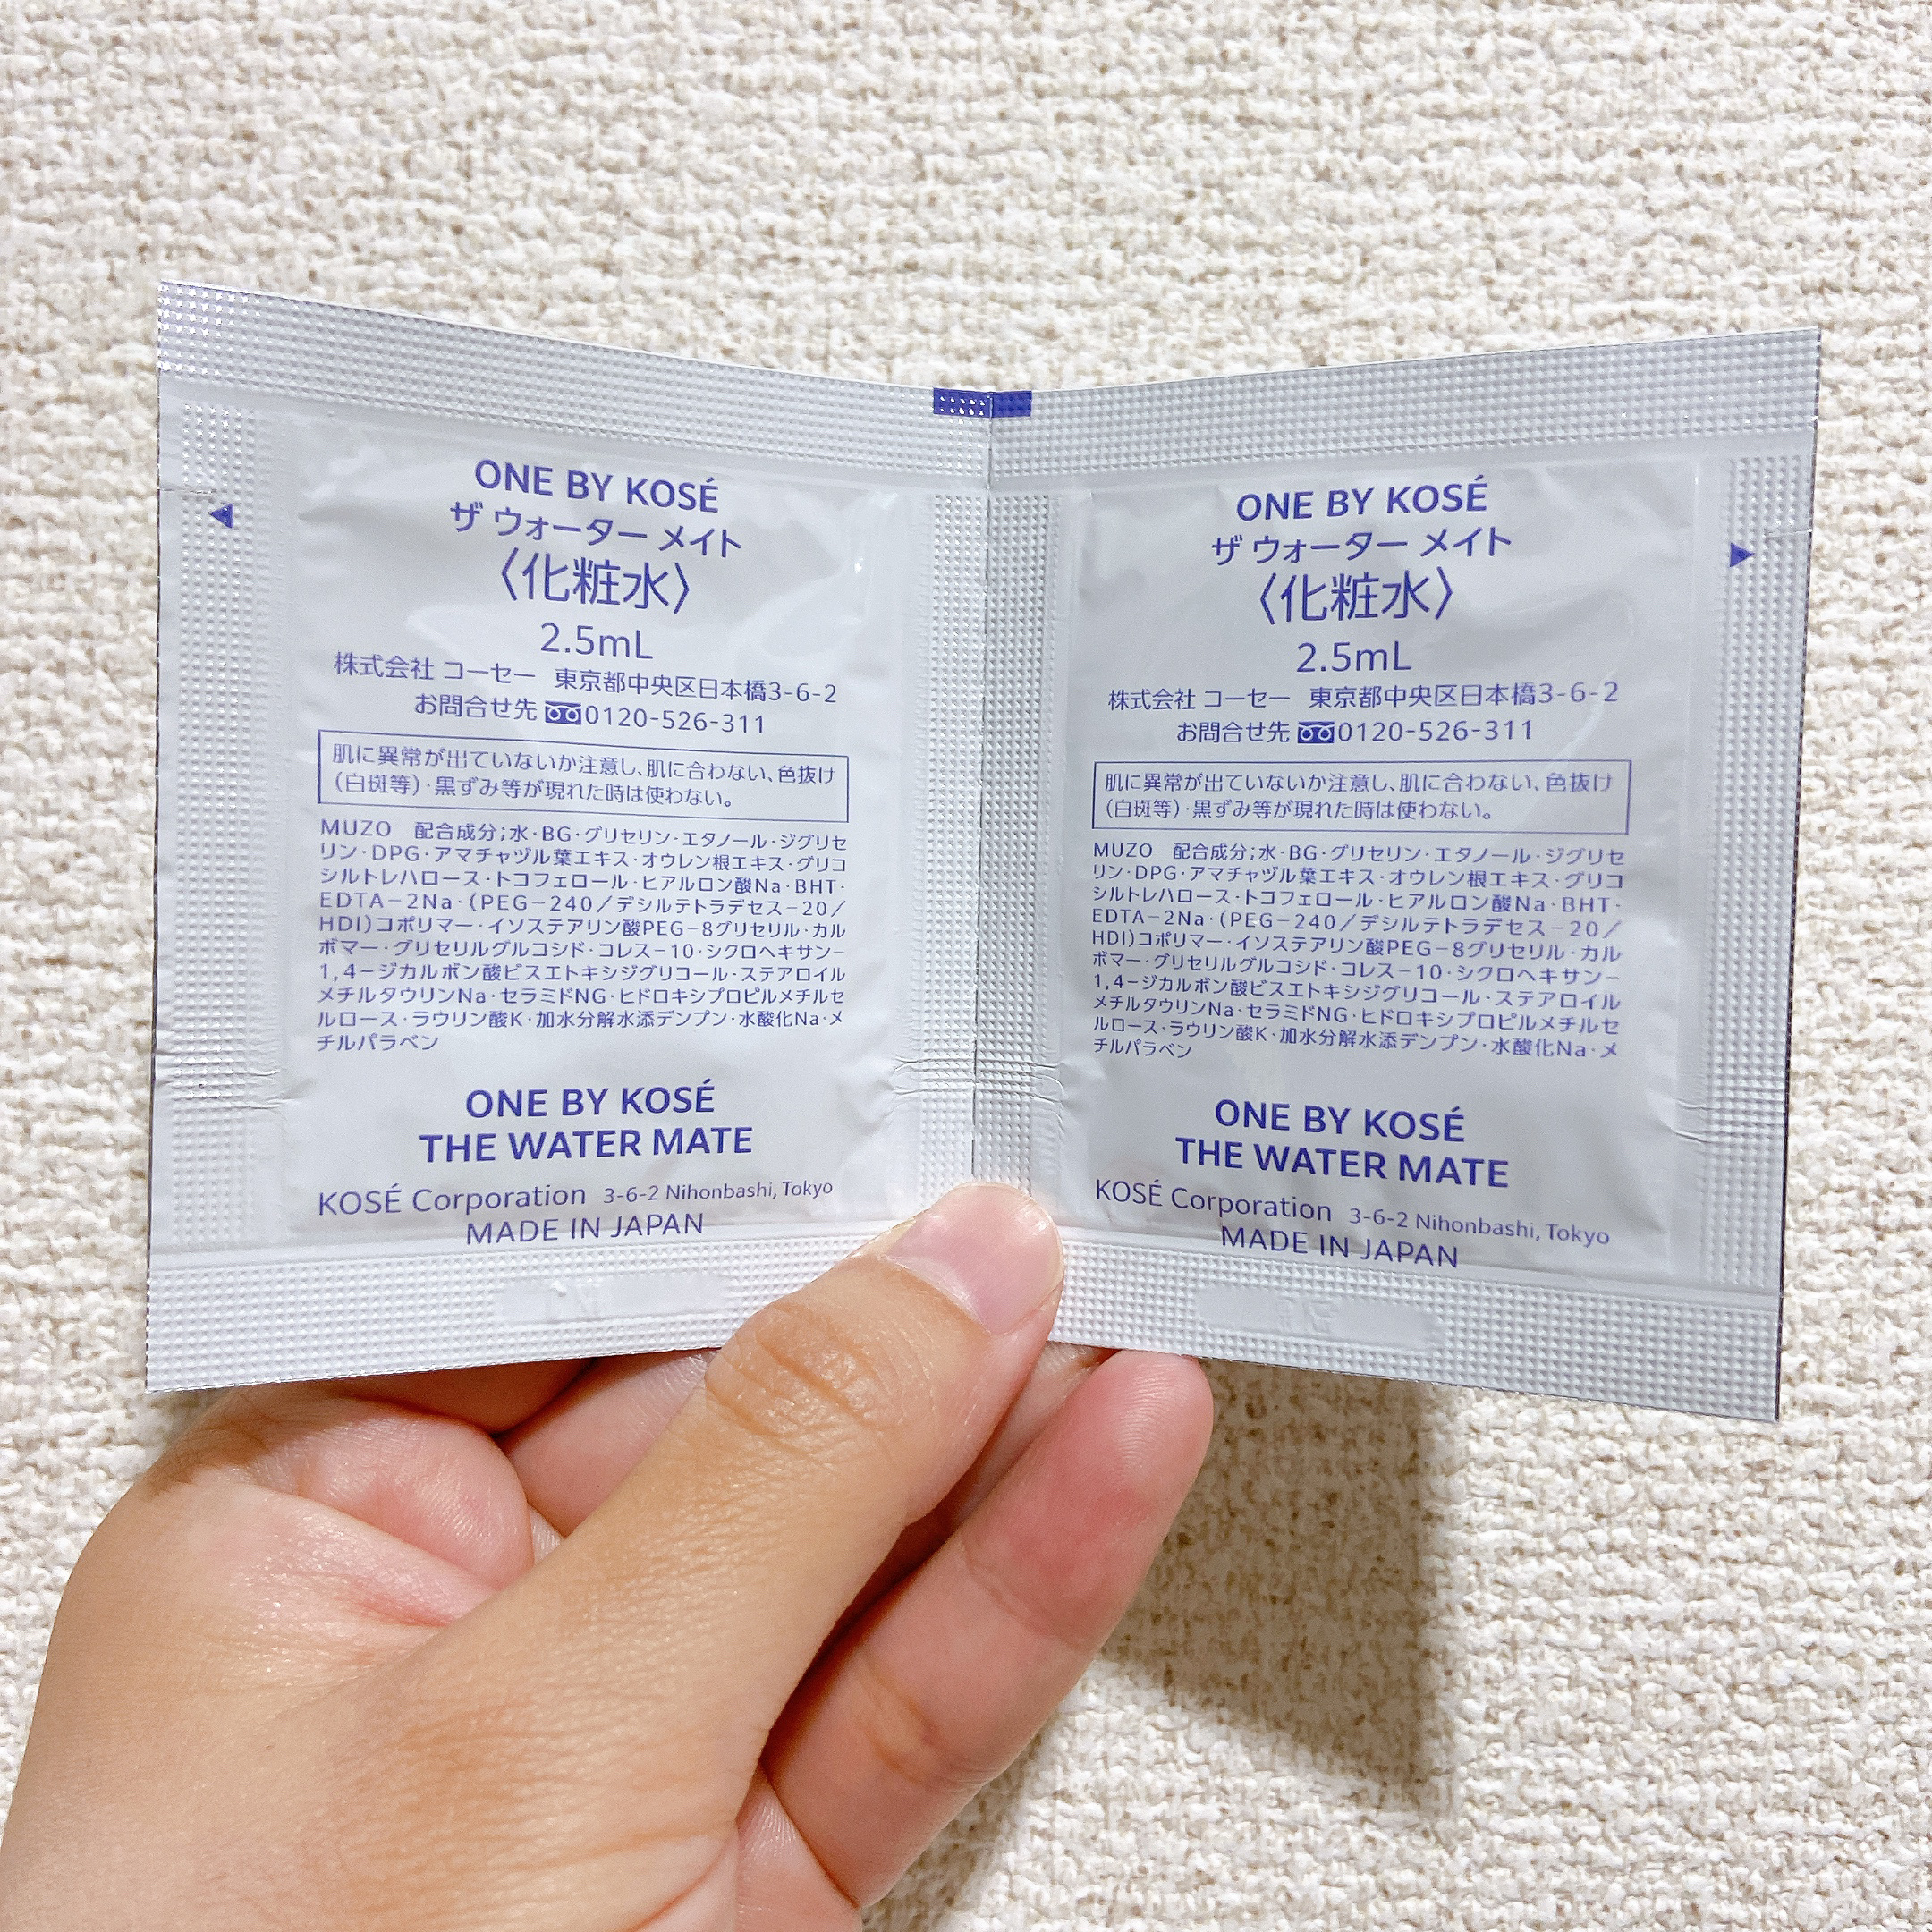 ONE BY KOSÉ
ザ ウォーター メイト
〈化粧水〉
2.5mL
株式会社 コーセー 東京都中央区日本橋3-6-2
お問合せ先 0120-526-311
肌に異常が出ていないか注意し、肌に合わない、色抜け
(白斑等)·黒ずみ等が現れた時は使わない。
MUZO 配合成分;水·BG·グリセリン·エタノール·ジグリセ
リン·DPG·アマチャヅル葉エキス·オウレン根エキス·グリコ
シルトレハロース·トコフェロール·ヒアルロン酸Na·BHT·
EDTA−2Na·(PEG−240/デシルテトラデセス−20/
HDI)コポリマー·イソステアリン酸PEG−8グリセリル·カル
ボマー·グリセリルグルコシド·コレス−10·シクロヘキサン−
1,4−ジカルボン酸ビスエトキシジグリコール·ステアロイル
メチルタウリンNa·セラミドNG·ヒドロキシプロピルメチルセ
ルロース·ラウリン酸K·加水分解水添デンプン·水酸化Na·メ
チルパラベン
ONE BY KOSÉ
THE WATER MATE
KOSÉ Corporation 3-6-2 Nihonbashi, Tokyo
MADE IN JAPAN
ONE BY KOSÉ
ザ ウォーター メイト
〈化粧水〉
2.5mL
株式会社 コーセー 東京都中央区日本橋3-6-2
お問合せ先 0120-526-311
肌に異常が出ていないか注意し、肌に合わない、色抜け
(白斑等)·黒ずみ等が現れた時は使わない。
MUZO 配合成分;水·BG·グリセリン·エタノール·ジグリセ
リン·DPG·アマチャヅル葉エキス·オウレン根エキス·グリコ
シルトレハロース·トコフェロール·ヒアルロン酸Na·BHT·
EDTA−2Na·(PEG−240/デシルテトラデセス−20/
HDI)コポリマー·イソステアリン酸PEG−8グリセリル·カル
ボマー·グリセリルグルコシド·コレス−10·シクロヘキサン−
1,4−ジカルボン酸ビスエトキシジグリコール·ステアロイル
メチルタウリンNa·セラミドNG·ヒドロキシプロピルメチルセ
ルロース·ラウリン酸K·加水分解水添デンプン·水酸化Na·メ
チルパラベン
ONE BY KOSÉ
THE WATER MATE
KOSÉ Corporation 3-6-2 Nihonbashi, Tokyo
MADE IN JAPAN